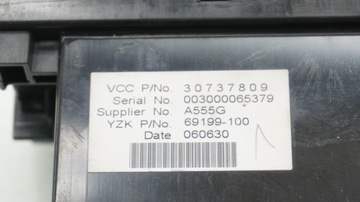 VCC P/No. 30737809
Serial No. 003000065379
Supplier No. A555G
YZK P/No. 69199-100
Date 060630